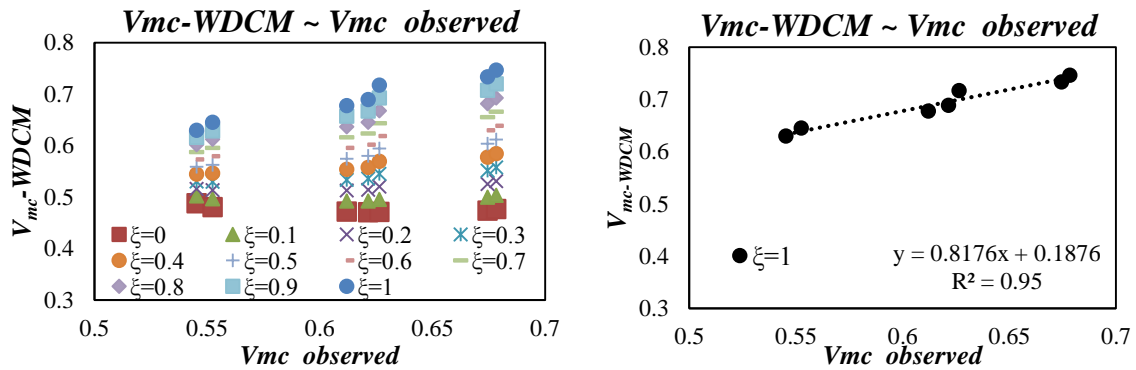 Vmc-WDCM ~ Vmc observed
0.8
0.7
0.6
0.5
0.4
0.3
V mc -WDCM
ξ=0
ξ=0.1
ξ=0.2
ξ=0.3
ξ=0.4
ξ=0.5
ξ=0.6
ξ=0.7
ξ=0.8
ξ=0.9
ξ=1
0.5
0.55
0.6
0.65
0.7
Vmc observed
Vmc-WDCM ~ Vmc observed
0.8
0.7
0.6
0.5
0.4
0.3
V mc-WDCM
ξ=1
y = 0.8176x + 0.1876
R² = 0.95
0.5
0.55
0.6
0.65
0.7
Vmc observed